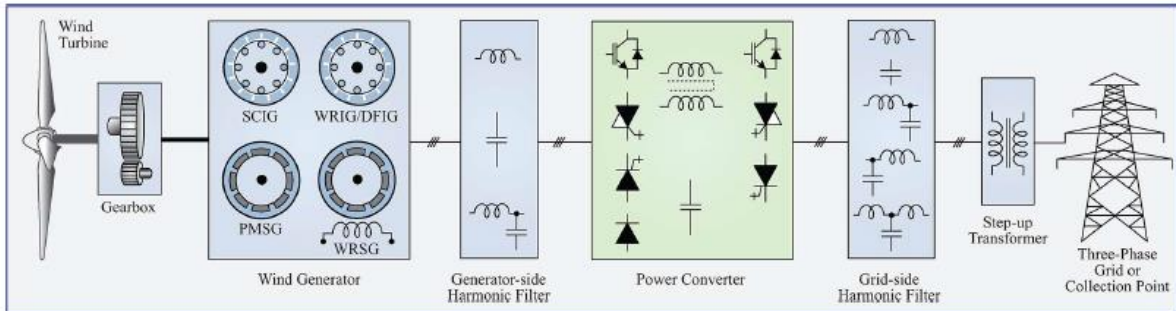 Wind
Turbine
Gearbox
SCIG
WRIG/DFIG
PMSG
WRSG
Wind Generator
Generator-side
Harmonic Filter
Power Converter
Grid-side
Harmonic Filter
Step-up
Transformer
Three-Phase
Grid or
Collection Point